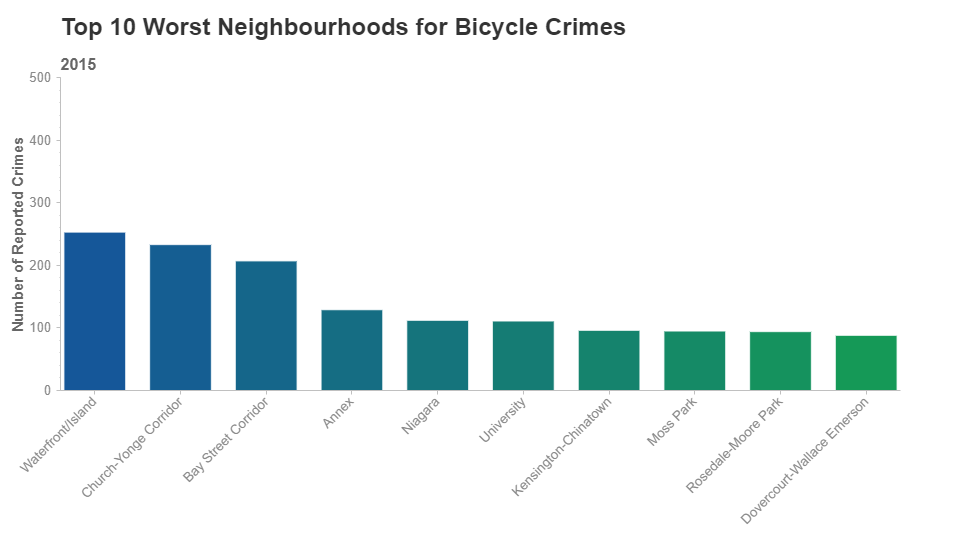 Top 10 Worst Neighbourhoods for Bicycle Crimes
2015
Number of Reported Crimes
500
400
300
200
100
0
Waterfront/Island
Church-Yonge Corridor
Bay Street Corridor
Annex
Niagara
University
Kensington-Chinatown
Moss Park
Rosedale-Moore Park
Dovercourt-Wallace Emerson